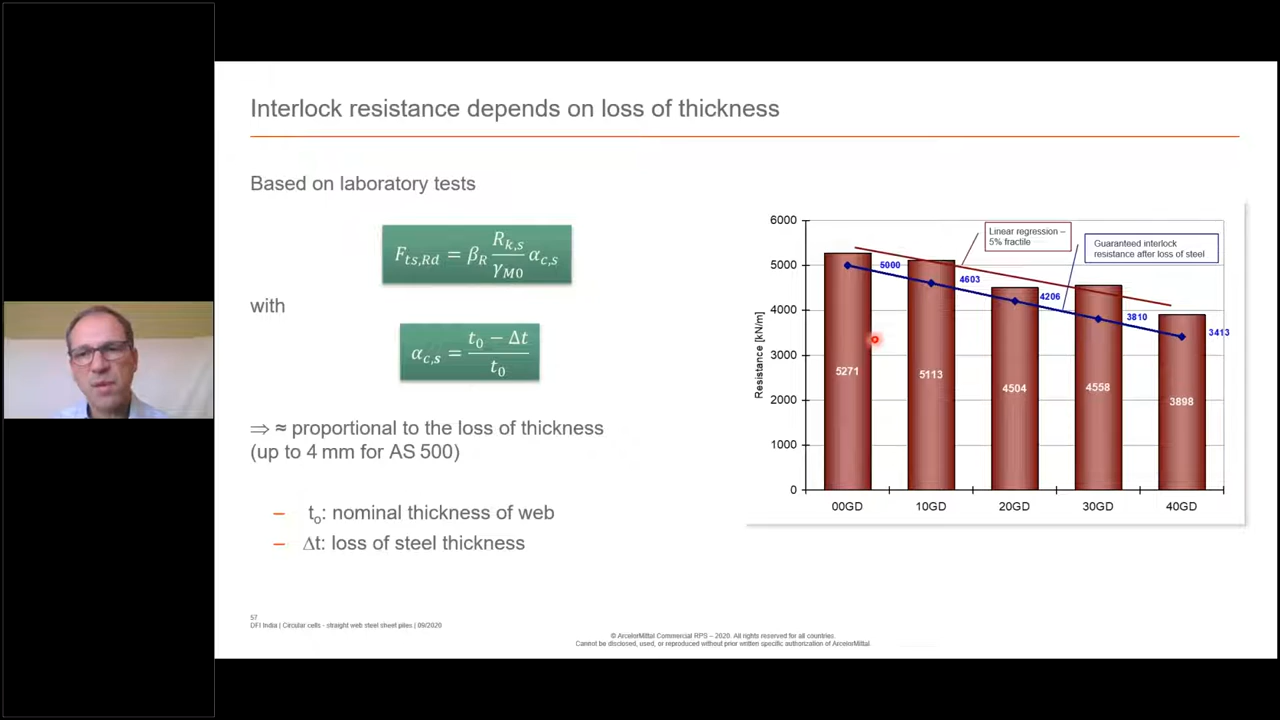 Interlock resistance depends on loss of thickness
Based on laboratory tests
F_ts,Rd = β_R R_k,s / γ_M0 α_c,s
with
α_c,s = t_0 − Δt / t_0
⇒ ≈ proportional to the loss of thickness
(up to 4 mm for AS 500)
– t_o: nominal thickness of web
– Δt: loss of steel thickness
Resistance [kN/m]
6000
5000
4000
3000
2000
1000
0
Linear regression –
5% fractile
Guaranteed interlock
resistance after loss of steel
5000
4603
4206
3810
3413
5271
5113
4504
4558
3898
00GD
10GD
20GD
30GD
40GD
57
DFI India | Circular cells - straight web steel sheet piles | 09/2020
© ArcelorMittal Commercial RPS – 2020. All rights reserved for all countries.
Cannot be disclosed, used, or reproduced without prior written specific authorization of ArcelorMittal